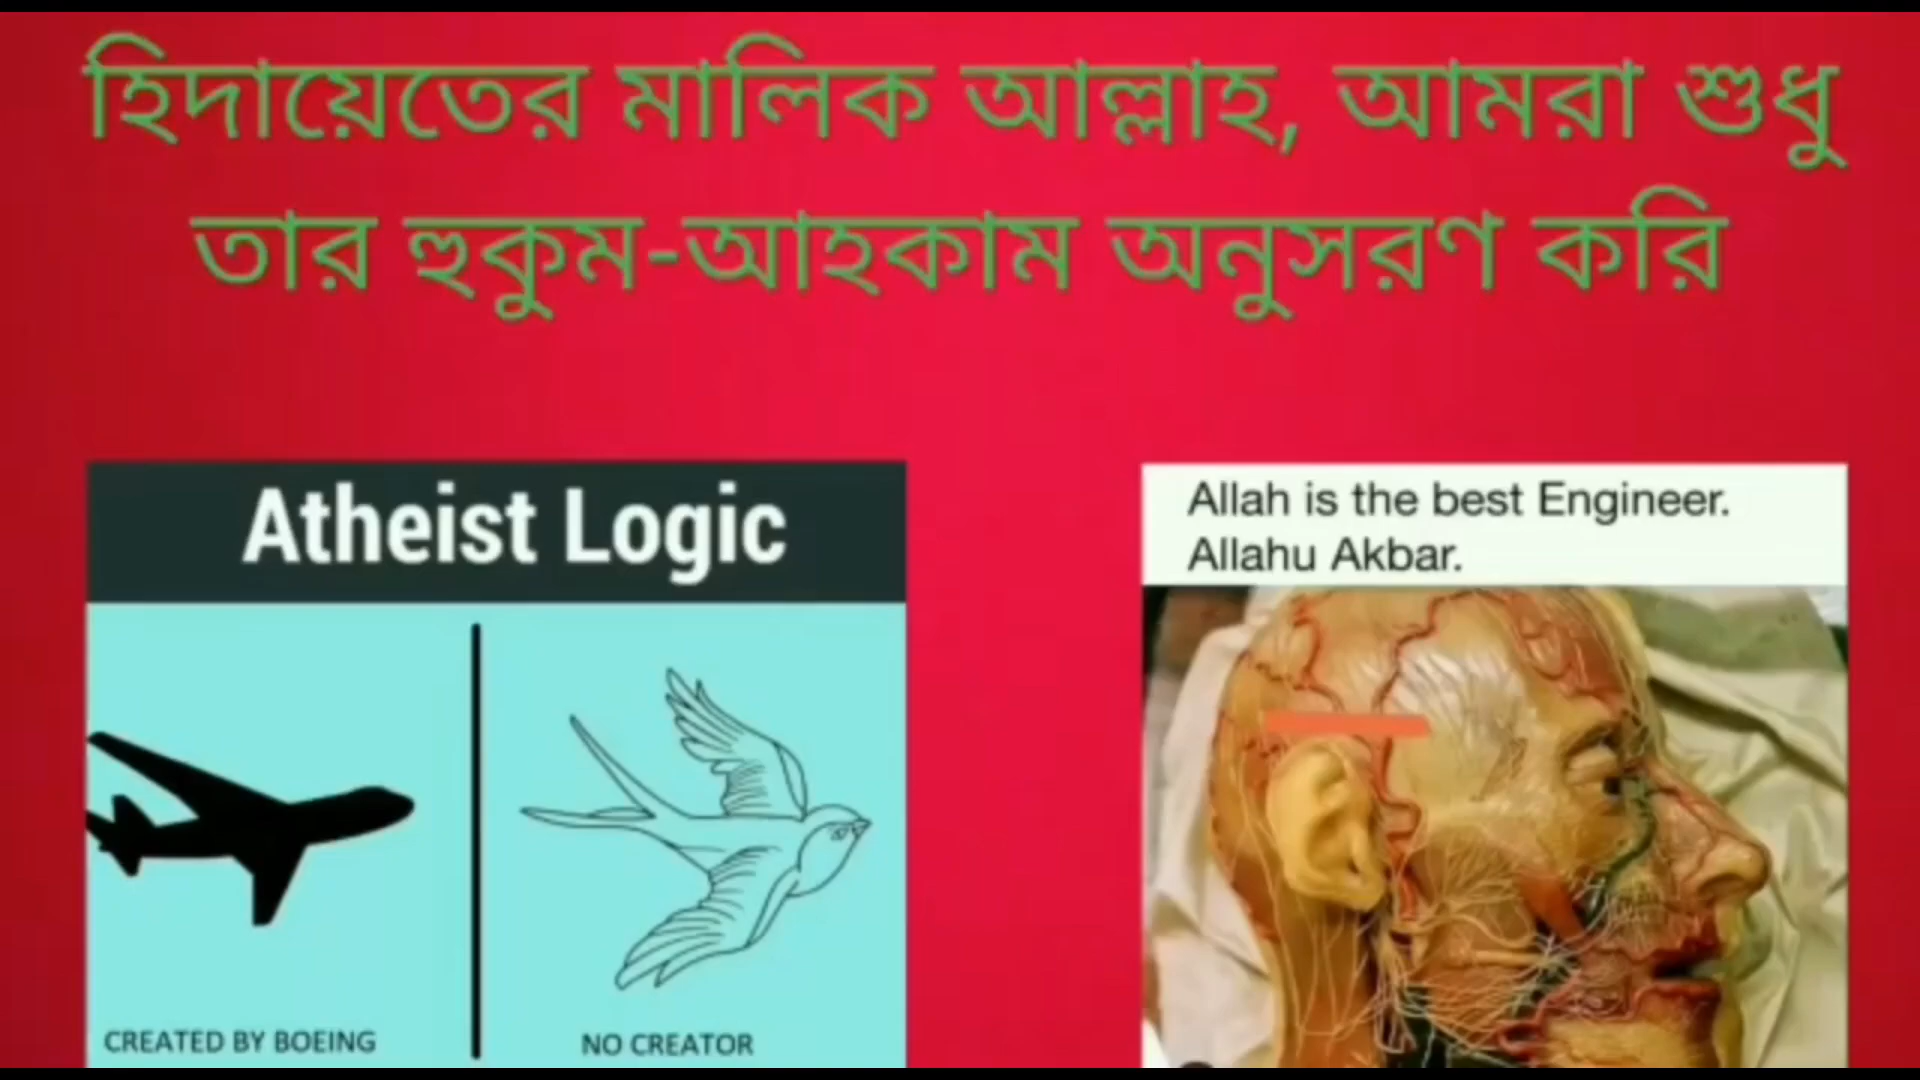 হিদায়েতের মালিক আল্লাহ, আমরা শুধু
তার হুকুম-আহকাম অনুসরণ করি
Atheist Logic
CREATED BY BOEING
NO CREATOR
Allah is the best Engineer.
Allahu Akbar.